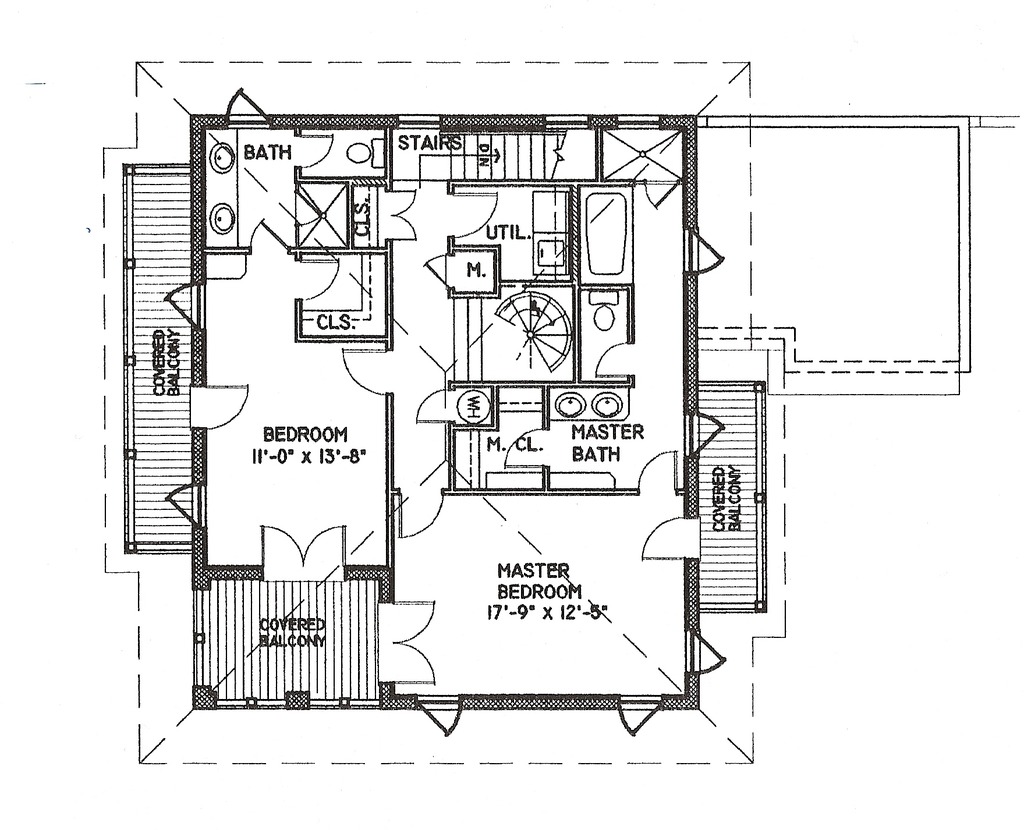 BATH
STAIRS
DN
CLS.
UTIL.
M.
UP
CLS.
COVERED
BALCONY
WH
BEDROOM
11'-0" X 13'-8"
M. CL.
MASTER
BATH
COVERED
BALCONY
MASTER
BEDROOM
17'-9" X 12'-5"
COVERED
BALCONY